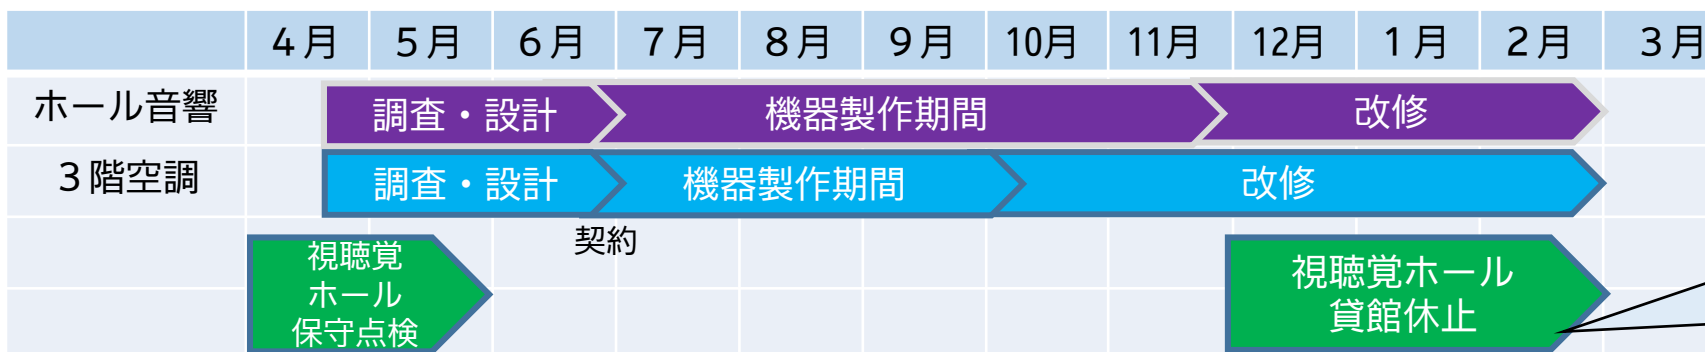 ４月 ５月 ６月 ７月 ８月 ９月 10月 11月 12月 １月 ２月 ３月
ホール音響 調査・設計 機器製作期間 改修
３階空調 調査・設計 機器製作期間 改修
契約
視聴覚
ホール
保守点検
視聴覚ホール
貸館休止